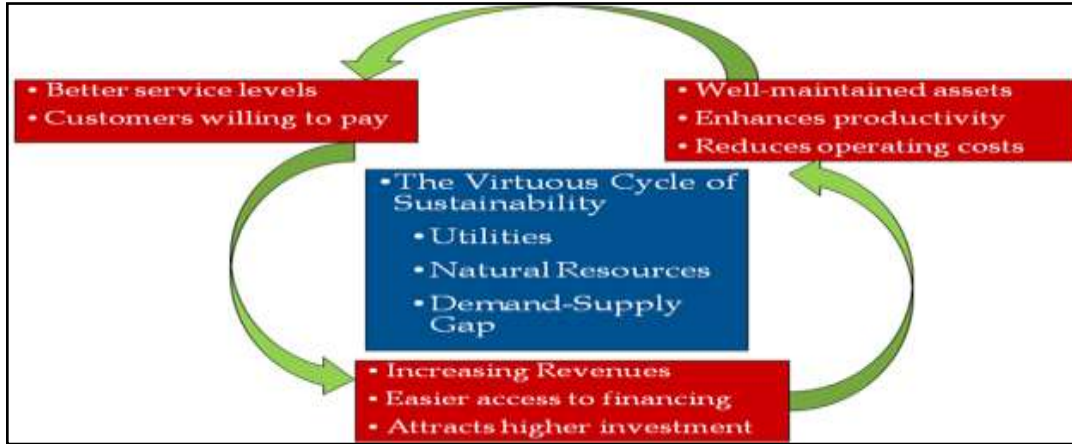 • Better service levels
• Customers willing to pay
• Well-maintained assets
• Enhances productivity
• Reduces operating costs
• The Virtuous Cycle of
Sustainability
• Utilities
• Natural Resources
• Demand-Supply
Gap
• Increasing Revenues
• Easier access to financing
• Attracts higher investment